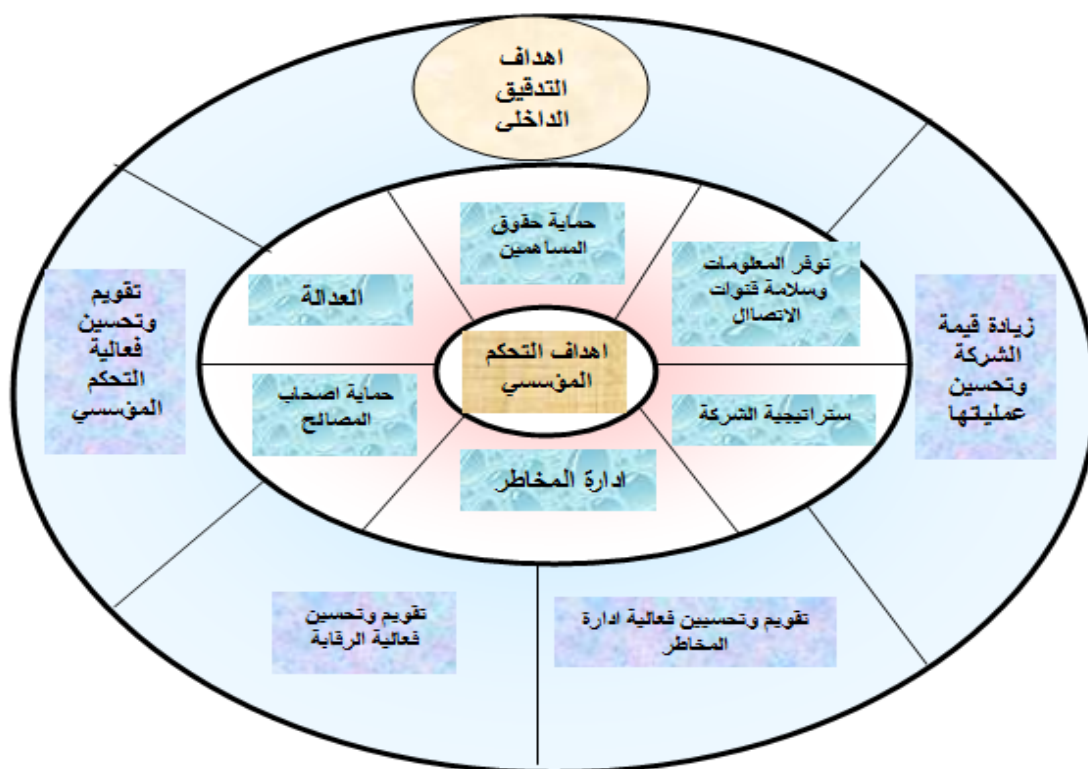 اهداف
التدقيق
الداخلي
حماية حقوق
المساهمين
توفر المعلومات
وسلامة قنوات
الاتصاال
العدالة
تقويم
وتحسين
فعالية
التحكم
المؤسسي
زيادة قيمة
الشركة
وتحسين
عملياتها
اهداف التحكم
المؤسسي
حماية اصحاب
المصالح
ستراتيجية الشركة
ادارة المخاطر
تقويم وتحسين
فعالية الرقابة
تقويم وتحسيين فعالية ادارة
المخاطر